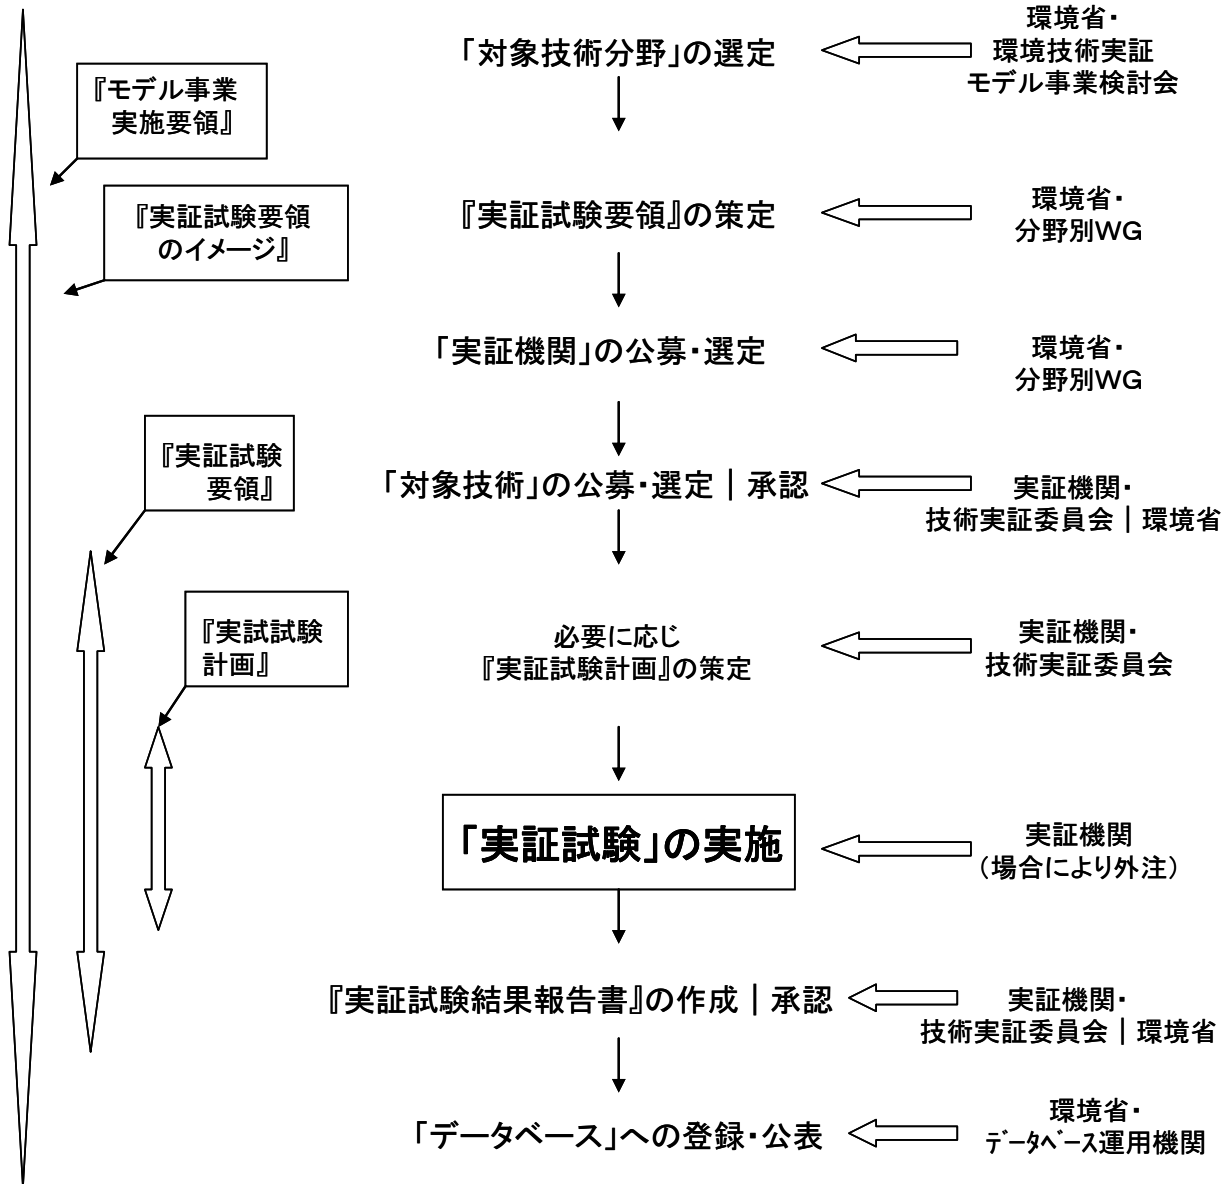 「対象技術分野」の選定
環境省・
環境技術実証
モデル事業検討会
『モデル事業
実施要領』
『実証試験要領
のイメージ』
『実証試験要領』の策定
環境省・
分野別WG
「実証機関」の公募・選定
環境省・
分野別WG
『実証試験
要領』
「対象技術」の公募・選定｜承認
実証機関・
技術実証委員会｜環境省
『実試試験
計画』
必要に応じ
『実証試験計画』の策定
実証機関・
技術実証委員会
「実証試験」の実施
実証機関
（場合により外注）
『実証試験結果報告書』の作成｜承認
実証機関・
技術実証委員会｜環境省
「データベース」への登録・公表
環境省・
ﾃﾞｰﾀﾍﾞｰｽ運用機関